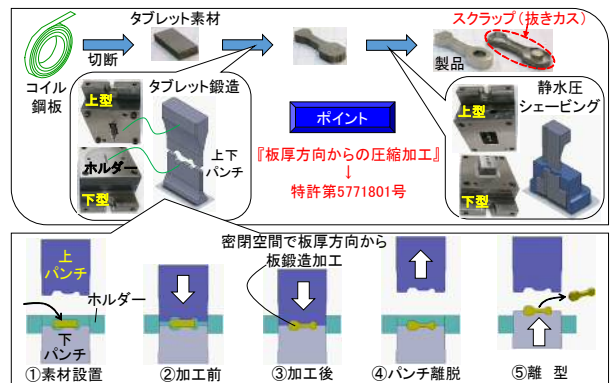 タブレット素材
スクラップ(抜きカス)
切断
製品
コイル
鋼板
タブレット鍛造
上型
ホルダー
下型
上下
パンチ
ポイント
『板厚方向からの圧縮加工』
↓
特許第5771801号
静水圧
シェービング
上型
下型
密閉空間で板厚方向から
板鍛造加工
上
パンチ
ホルダー
下
パンチ
①素材設置
②加工前
③加工後
④パンチ離脱
⑤離 型